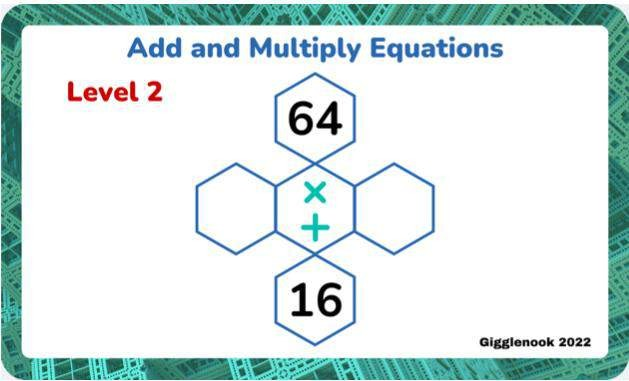 Add and Multiply Equations
Level 2
64
×
+
16
Gigglenook 2022